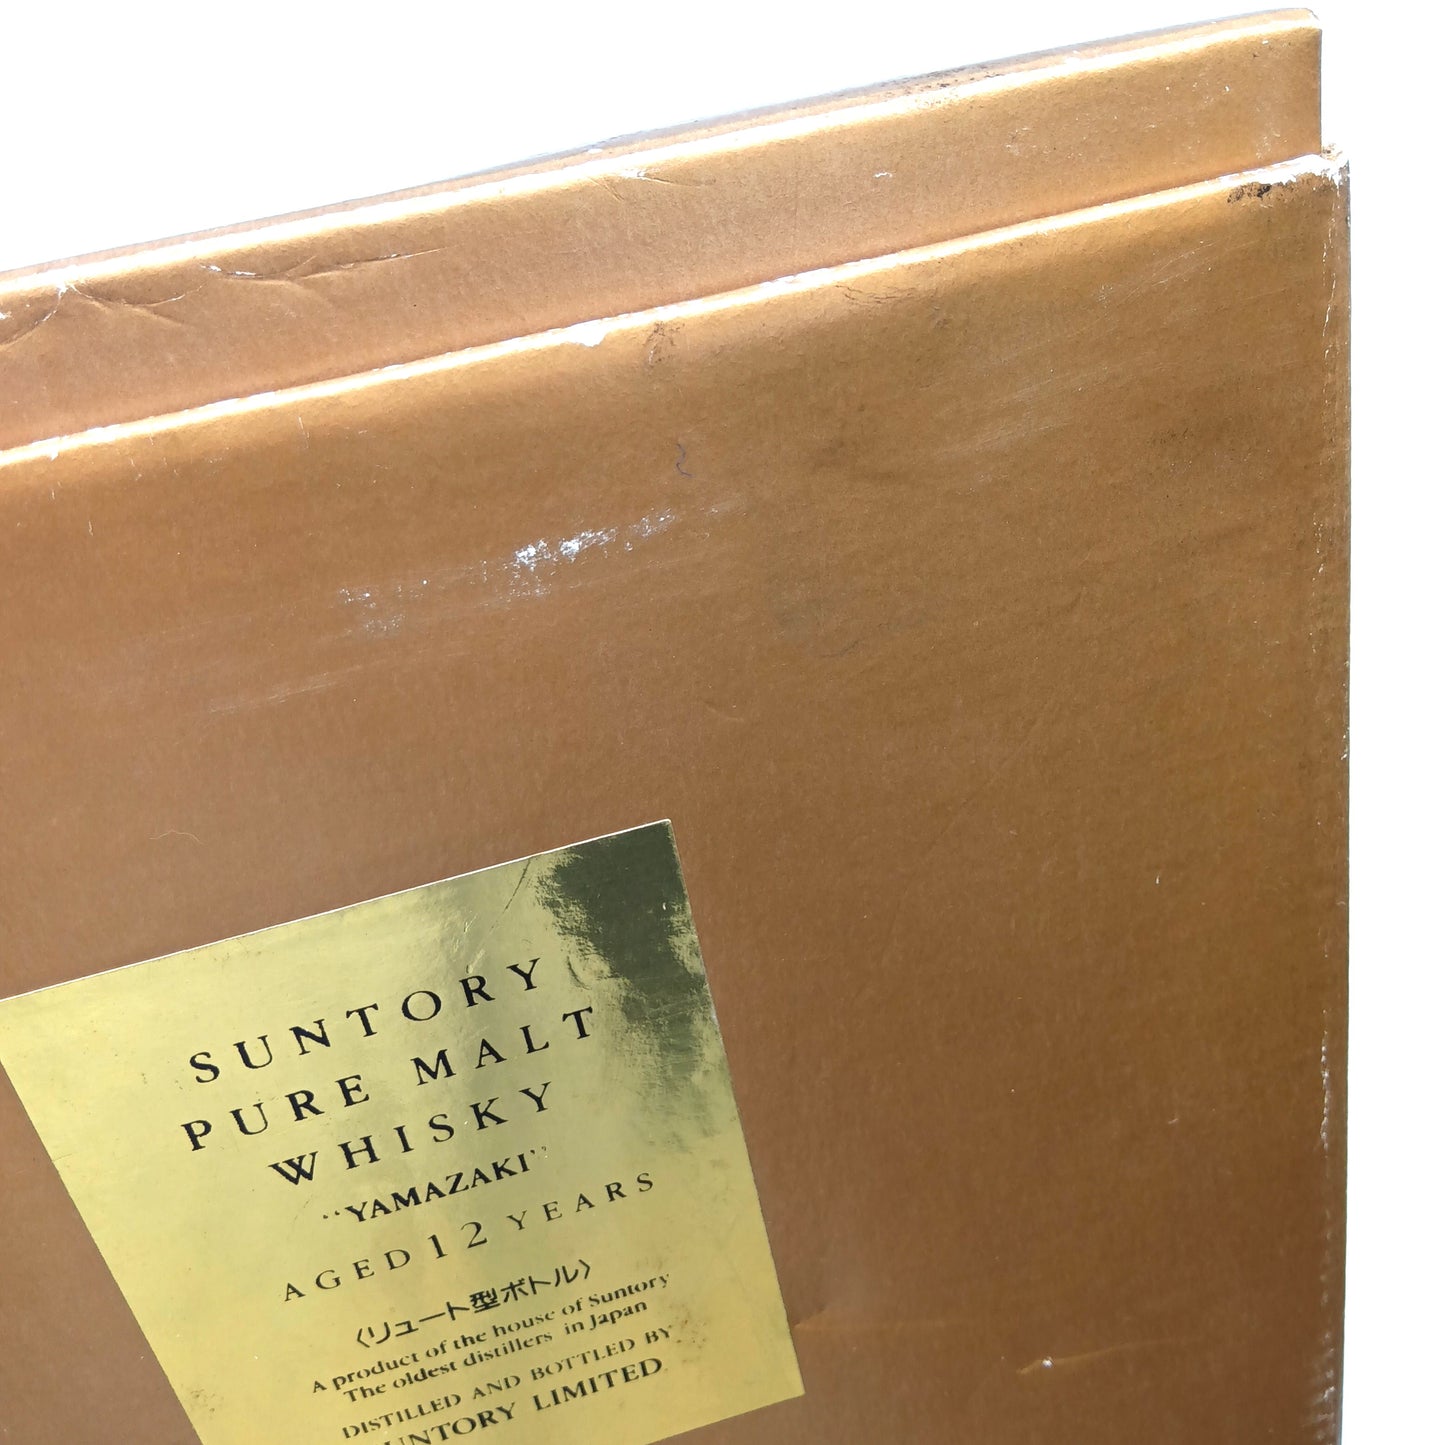 SUNTORY
PURE MALT
WHISKY
"YAMAZAKI"
AGED 12 YEARS
〈リュート型ボトル〉
A product of the house of Suntory
The oldest distillers in Japan
DISTILLED AND BOTTLED BY
SUNTORY LIMITED